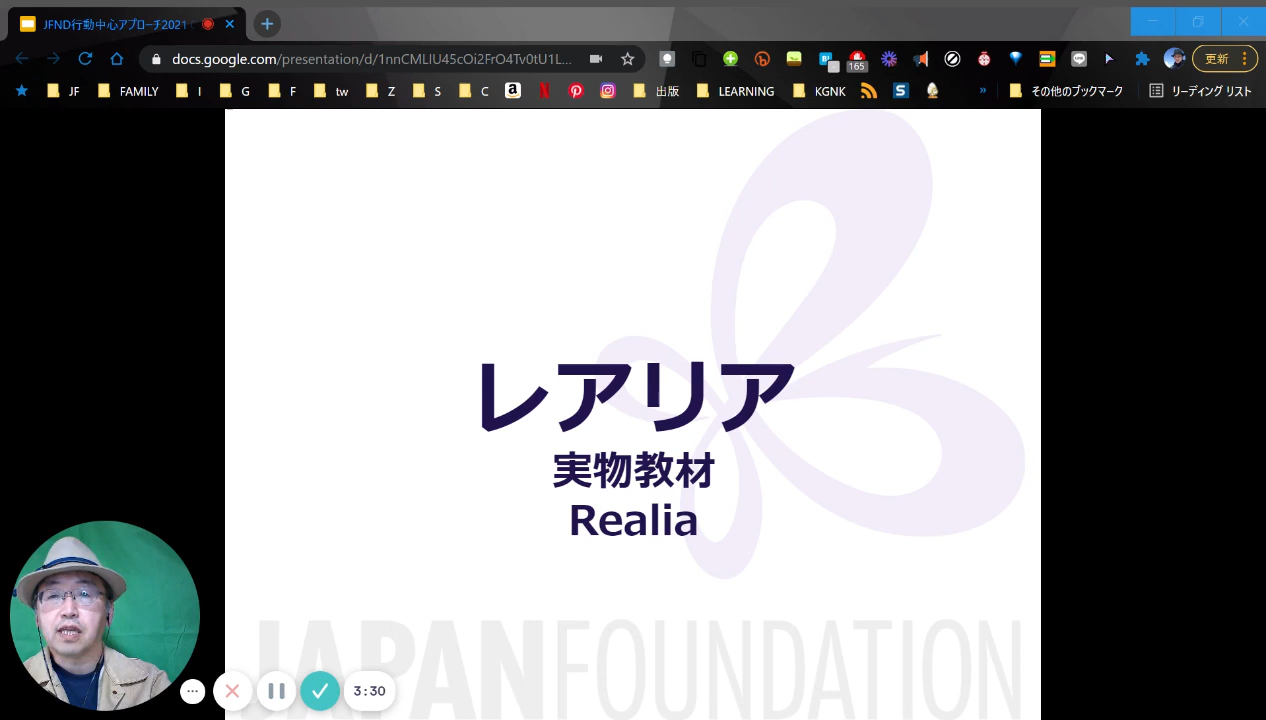 JFND行動中心アプローチ2021
docs.google.com/presentation/d/1nnCMLIU45cOi2FrO4Tv0tU1L...
165
更新
JF
FAMILY
I
G
F
tw
Z
S
C
出版
LEARNING
KGNK
S
»
その他のブックマーク
リーディング リスト
レアリア
実物教材
Realia
JAPANFOUNDATION
3:30